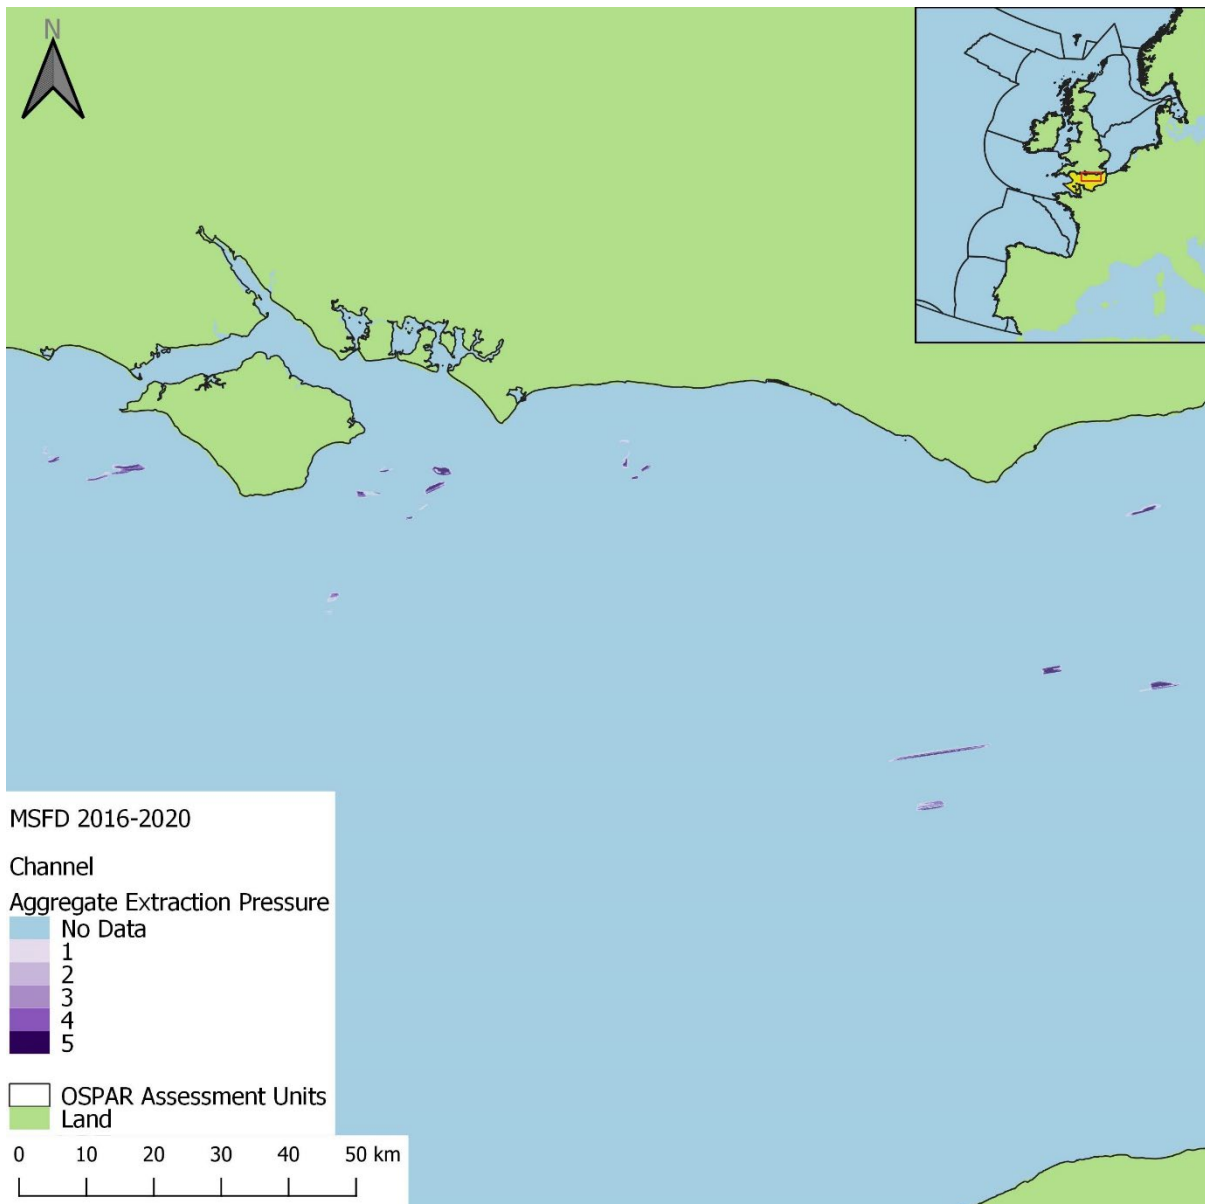 N
MSFD 2016-2020
Channel
Aggregate Extraction Pressure
No Data
1
2
3
4
5
OSPAR Assessment Units
Land
0 10 20 30 40 50 km